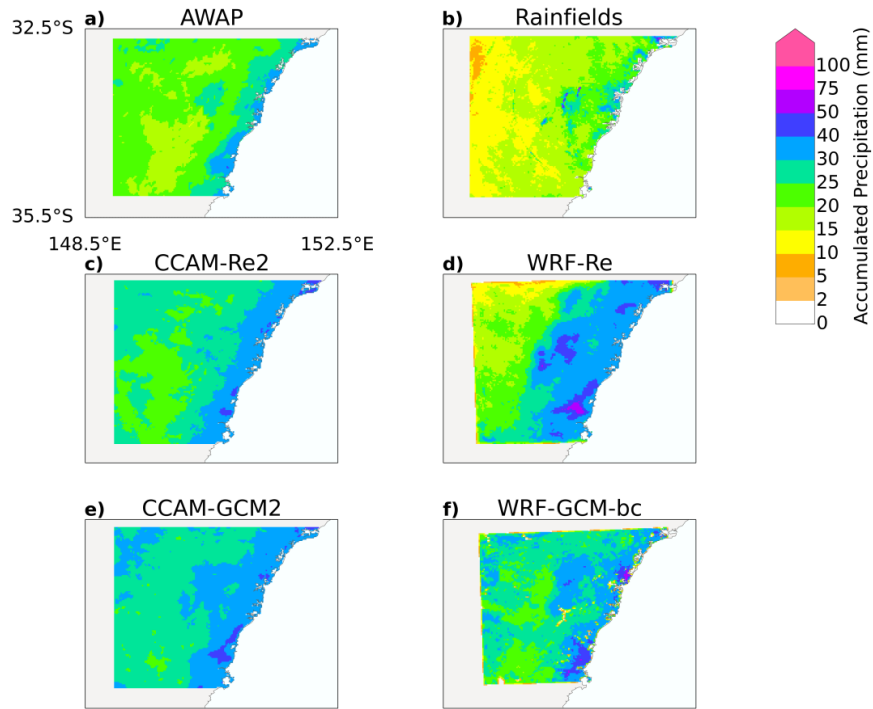 a) AWAP
b) Rainfields
32.5°S
35.5°S
148.5°E
152.5°E
c) CCAM-Re2
d) WRF-Re
e) CCAM-GCM2
f) WRF-GCM-bc
100
75
50
40
30
25
20
15
10
5
2
0
Accumulated Precipitation (mm)